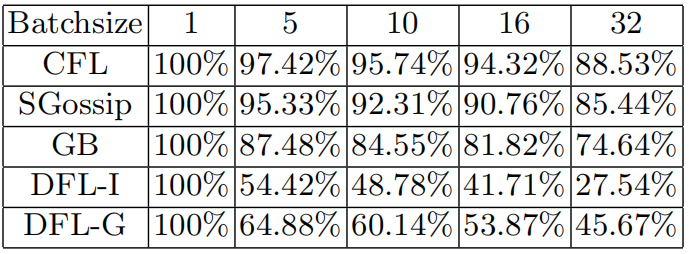 Batchsize 1 5 10 16 32
CFL 100% 97.42% 95.74% 94.32% 88.53%
SGossip 100% 95.33% 92.31% 90.76% 85.44%
GB 100% 87.48% 84.55% 81.82% 74.64%
DFL-I 100% 54.42% 48.78% 41.71% 27.54%
DFL-G 100% 64.88% 60.14% 53.87% 45.67%